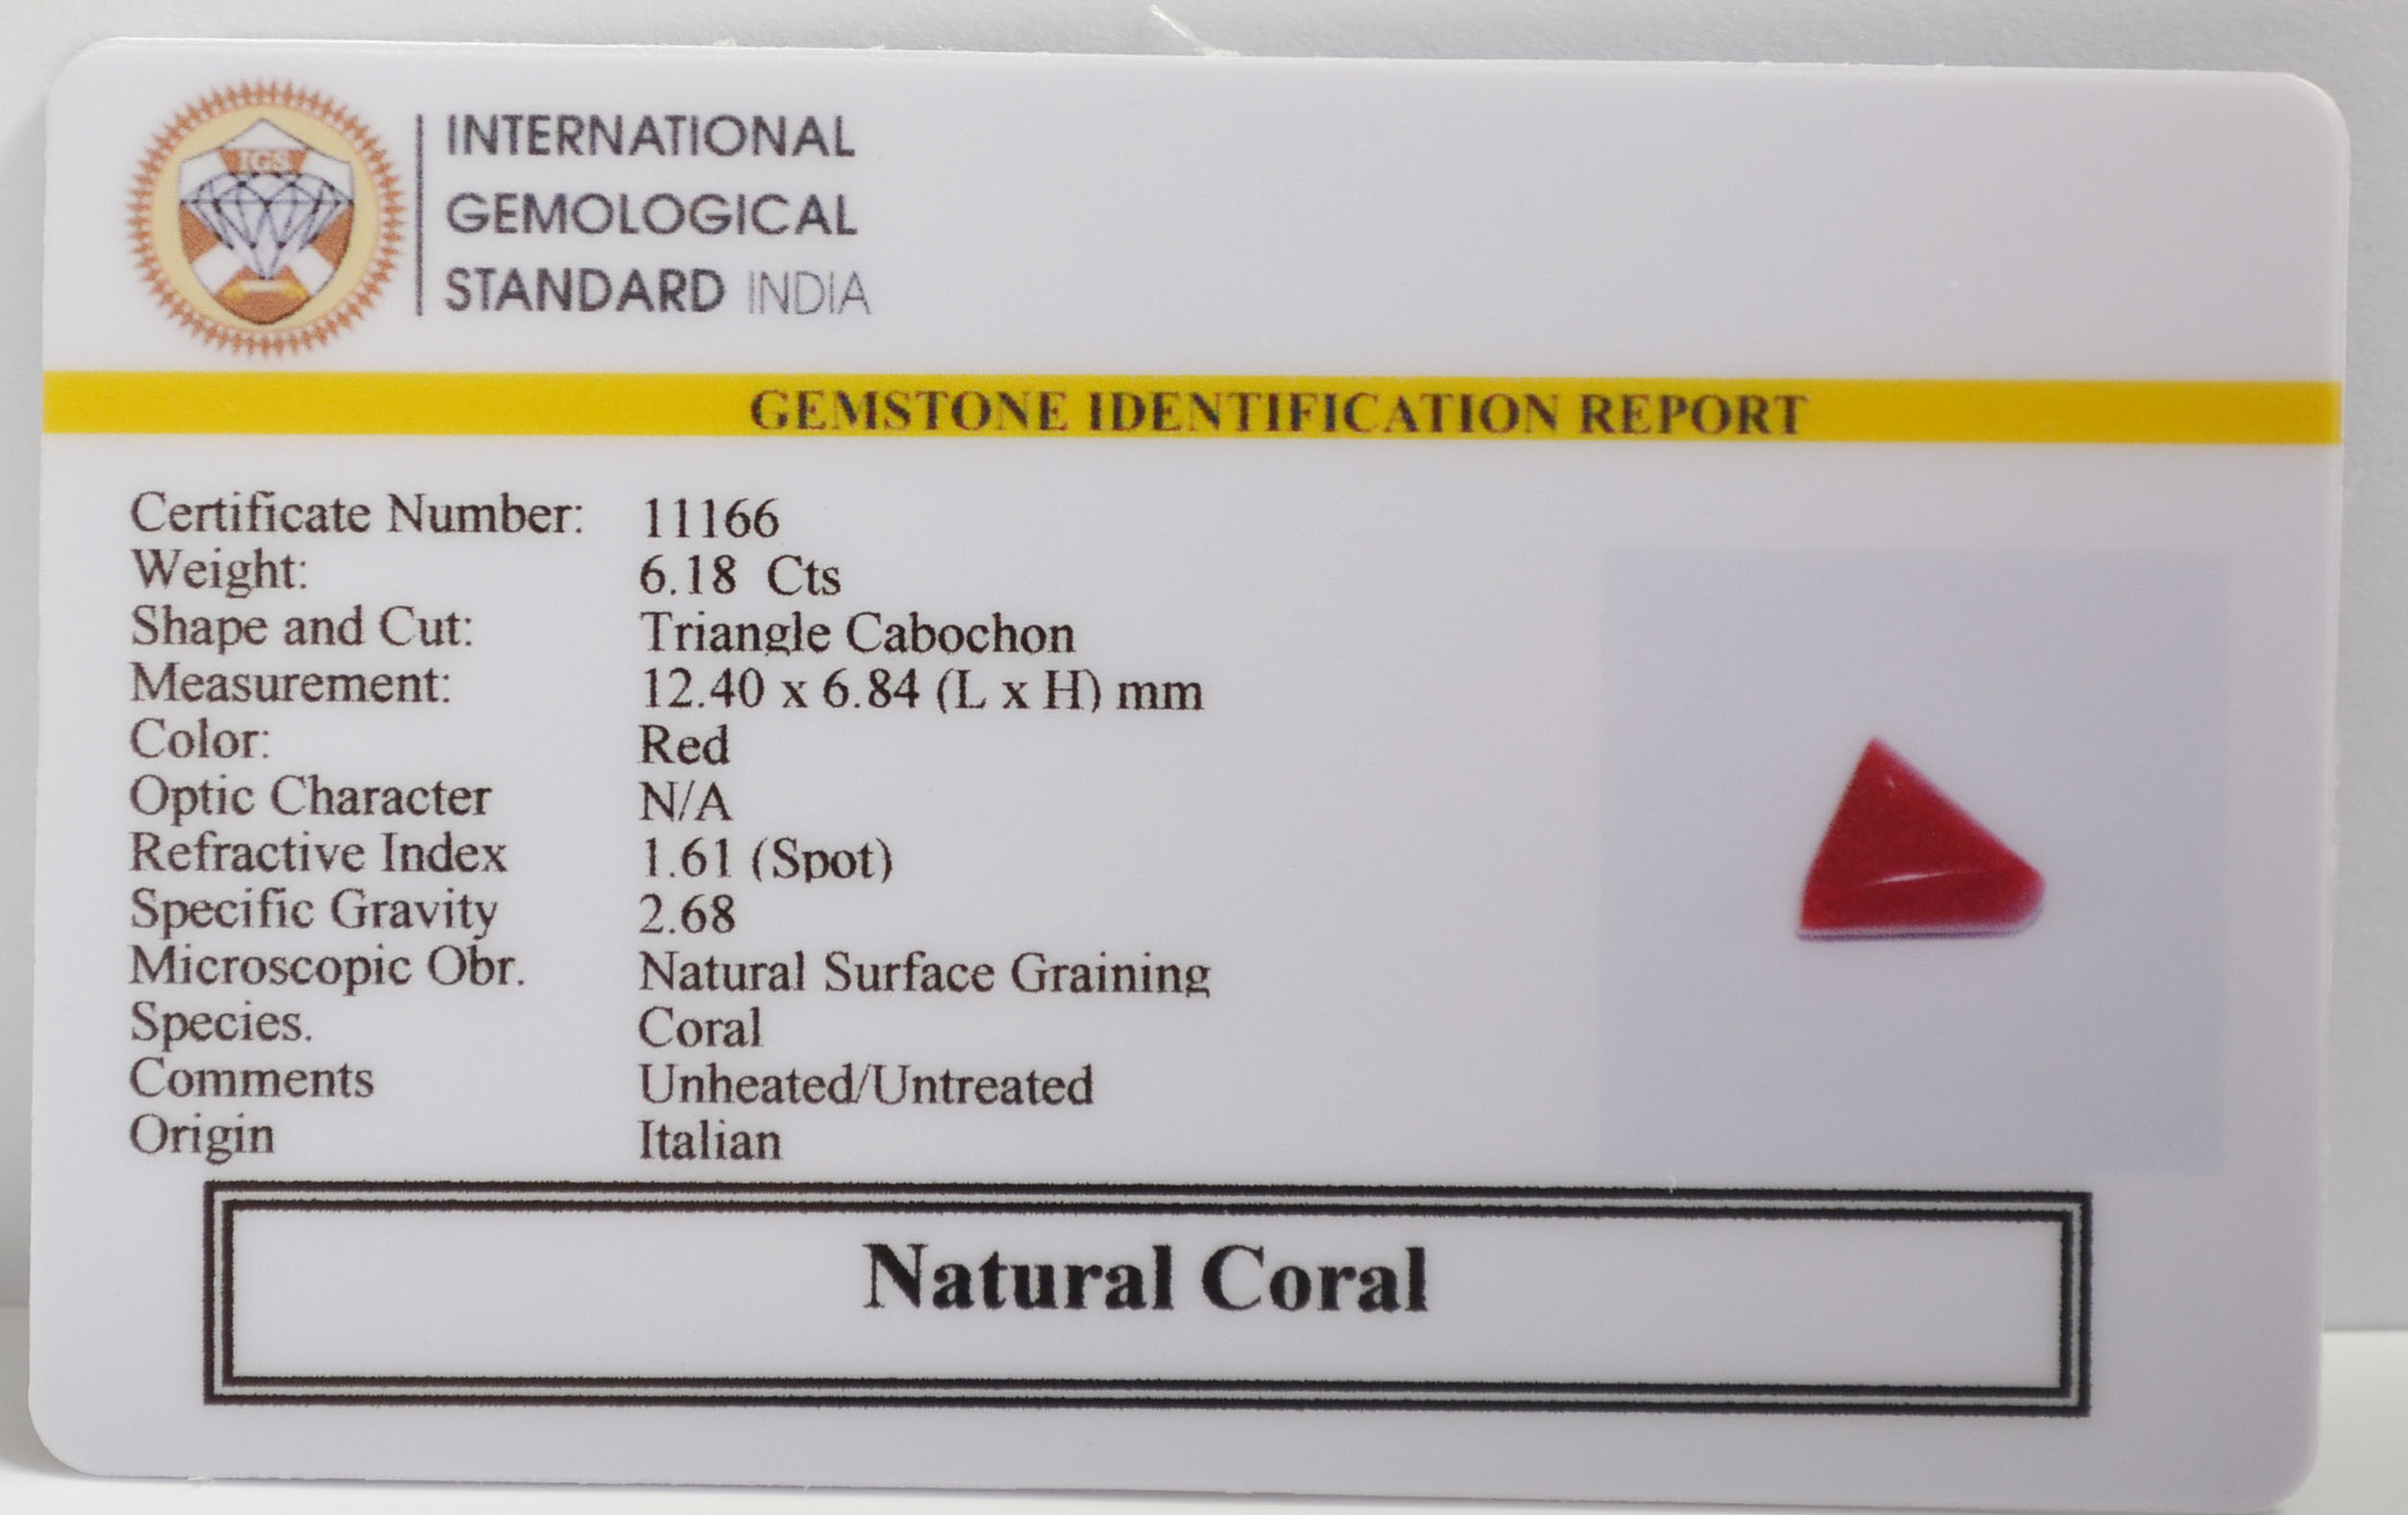 IGS
INTERNATIONAL
GEMOLOGICAL
STANDARD INDIA
GEMSTONE IDENTIFICATION REPORT
Certificate Number: 11166
Weight: 6.18 Cts
Shape and Cut: Triangle Cabochon
Measurement: 12.40 x 6.84 (L x H) mm
Color: Red
Optic Character N/A
Refractive Index 1.61 (Spot)
Specific Gravity 2.68
Microscopic Obr. Natural Surface Graining
Species. Coral
Comments Unheated/Untreated
Origin Italian
Natural Coral